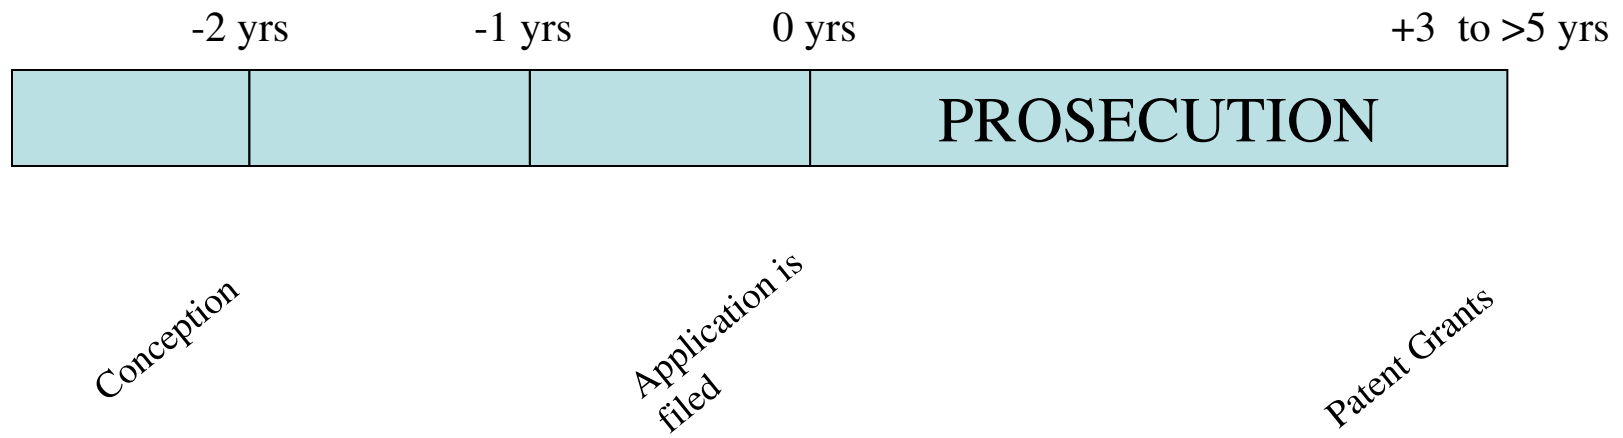 -2 yrs
-1 yrs
0 yrs
+3  to >5 yrs
PROSECUTION
Conception
Application is
filed
Patent Grants